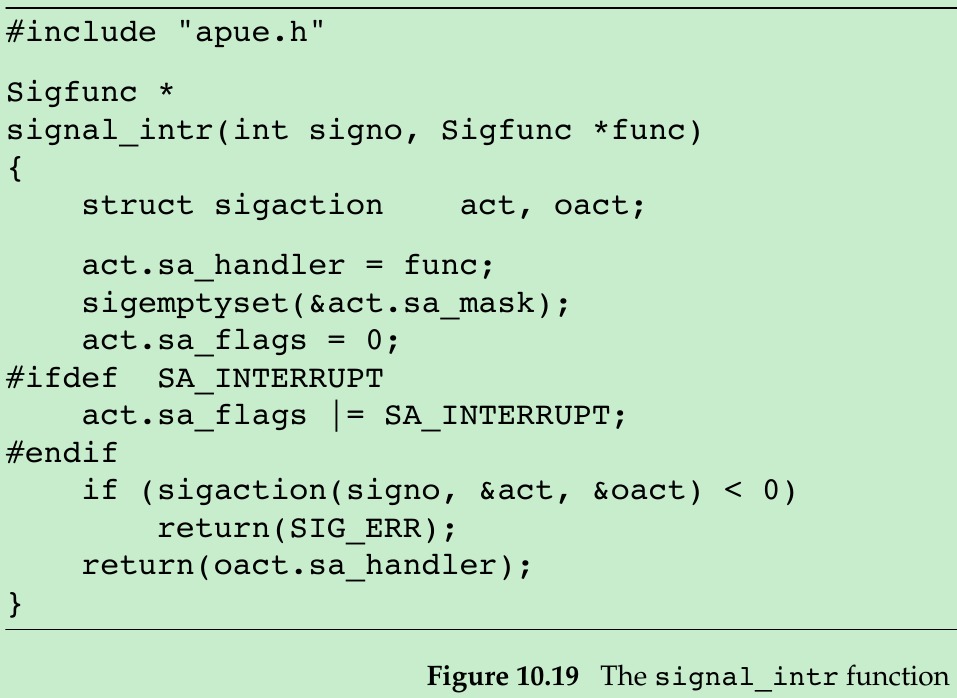 #include "apue.h"
Sigfunc *
signal_intr(int signo, Sigfunc *func)
{
    struct sigaction    act, oact;
    act.sa_handler = func;
    sigemptyset(&act.sa_mask);
    act.sa_flags = 0;
#ifdef  SA_INTERRUPT
    act.sa_flags |= SA_INTERRUPT;
#endif
    if (sigaction(signo, &act, &oact) < 0)
        return(SIG_ERR);
    return(oact.sa_handler);
}
Figure 10.19  The signal_intr function